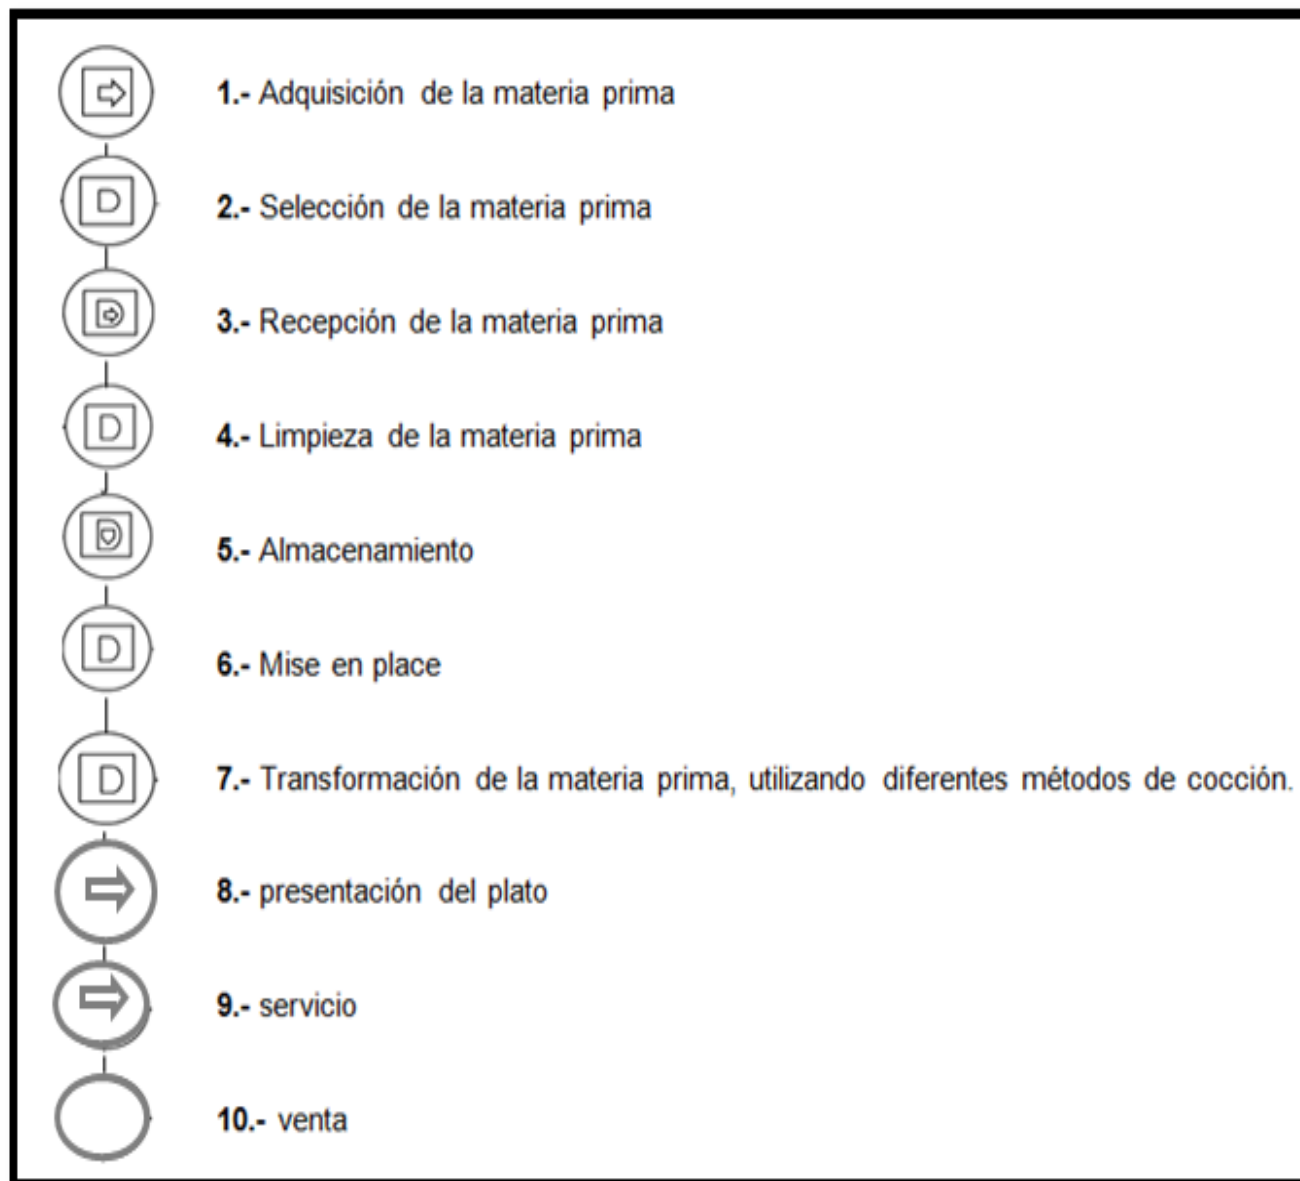 1.- Adquisición de la materia prima
2.- Selección de la materia prima
3.- Recepción de la materia prima
4.- Limpieza de la materia prima
5.- Almacenamiento
6.- Mise en place
7.- Transformación de la materia prima, utilizando diferentes métodos de cocción.
8.- presentación del plato
9.- servicio
10.- venta